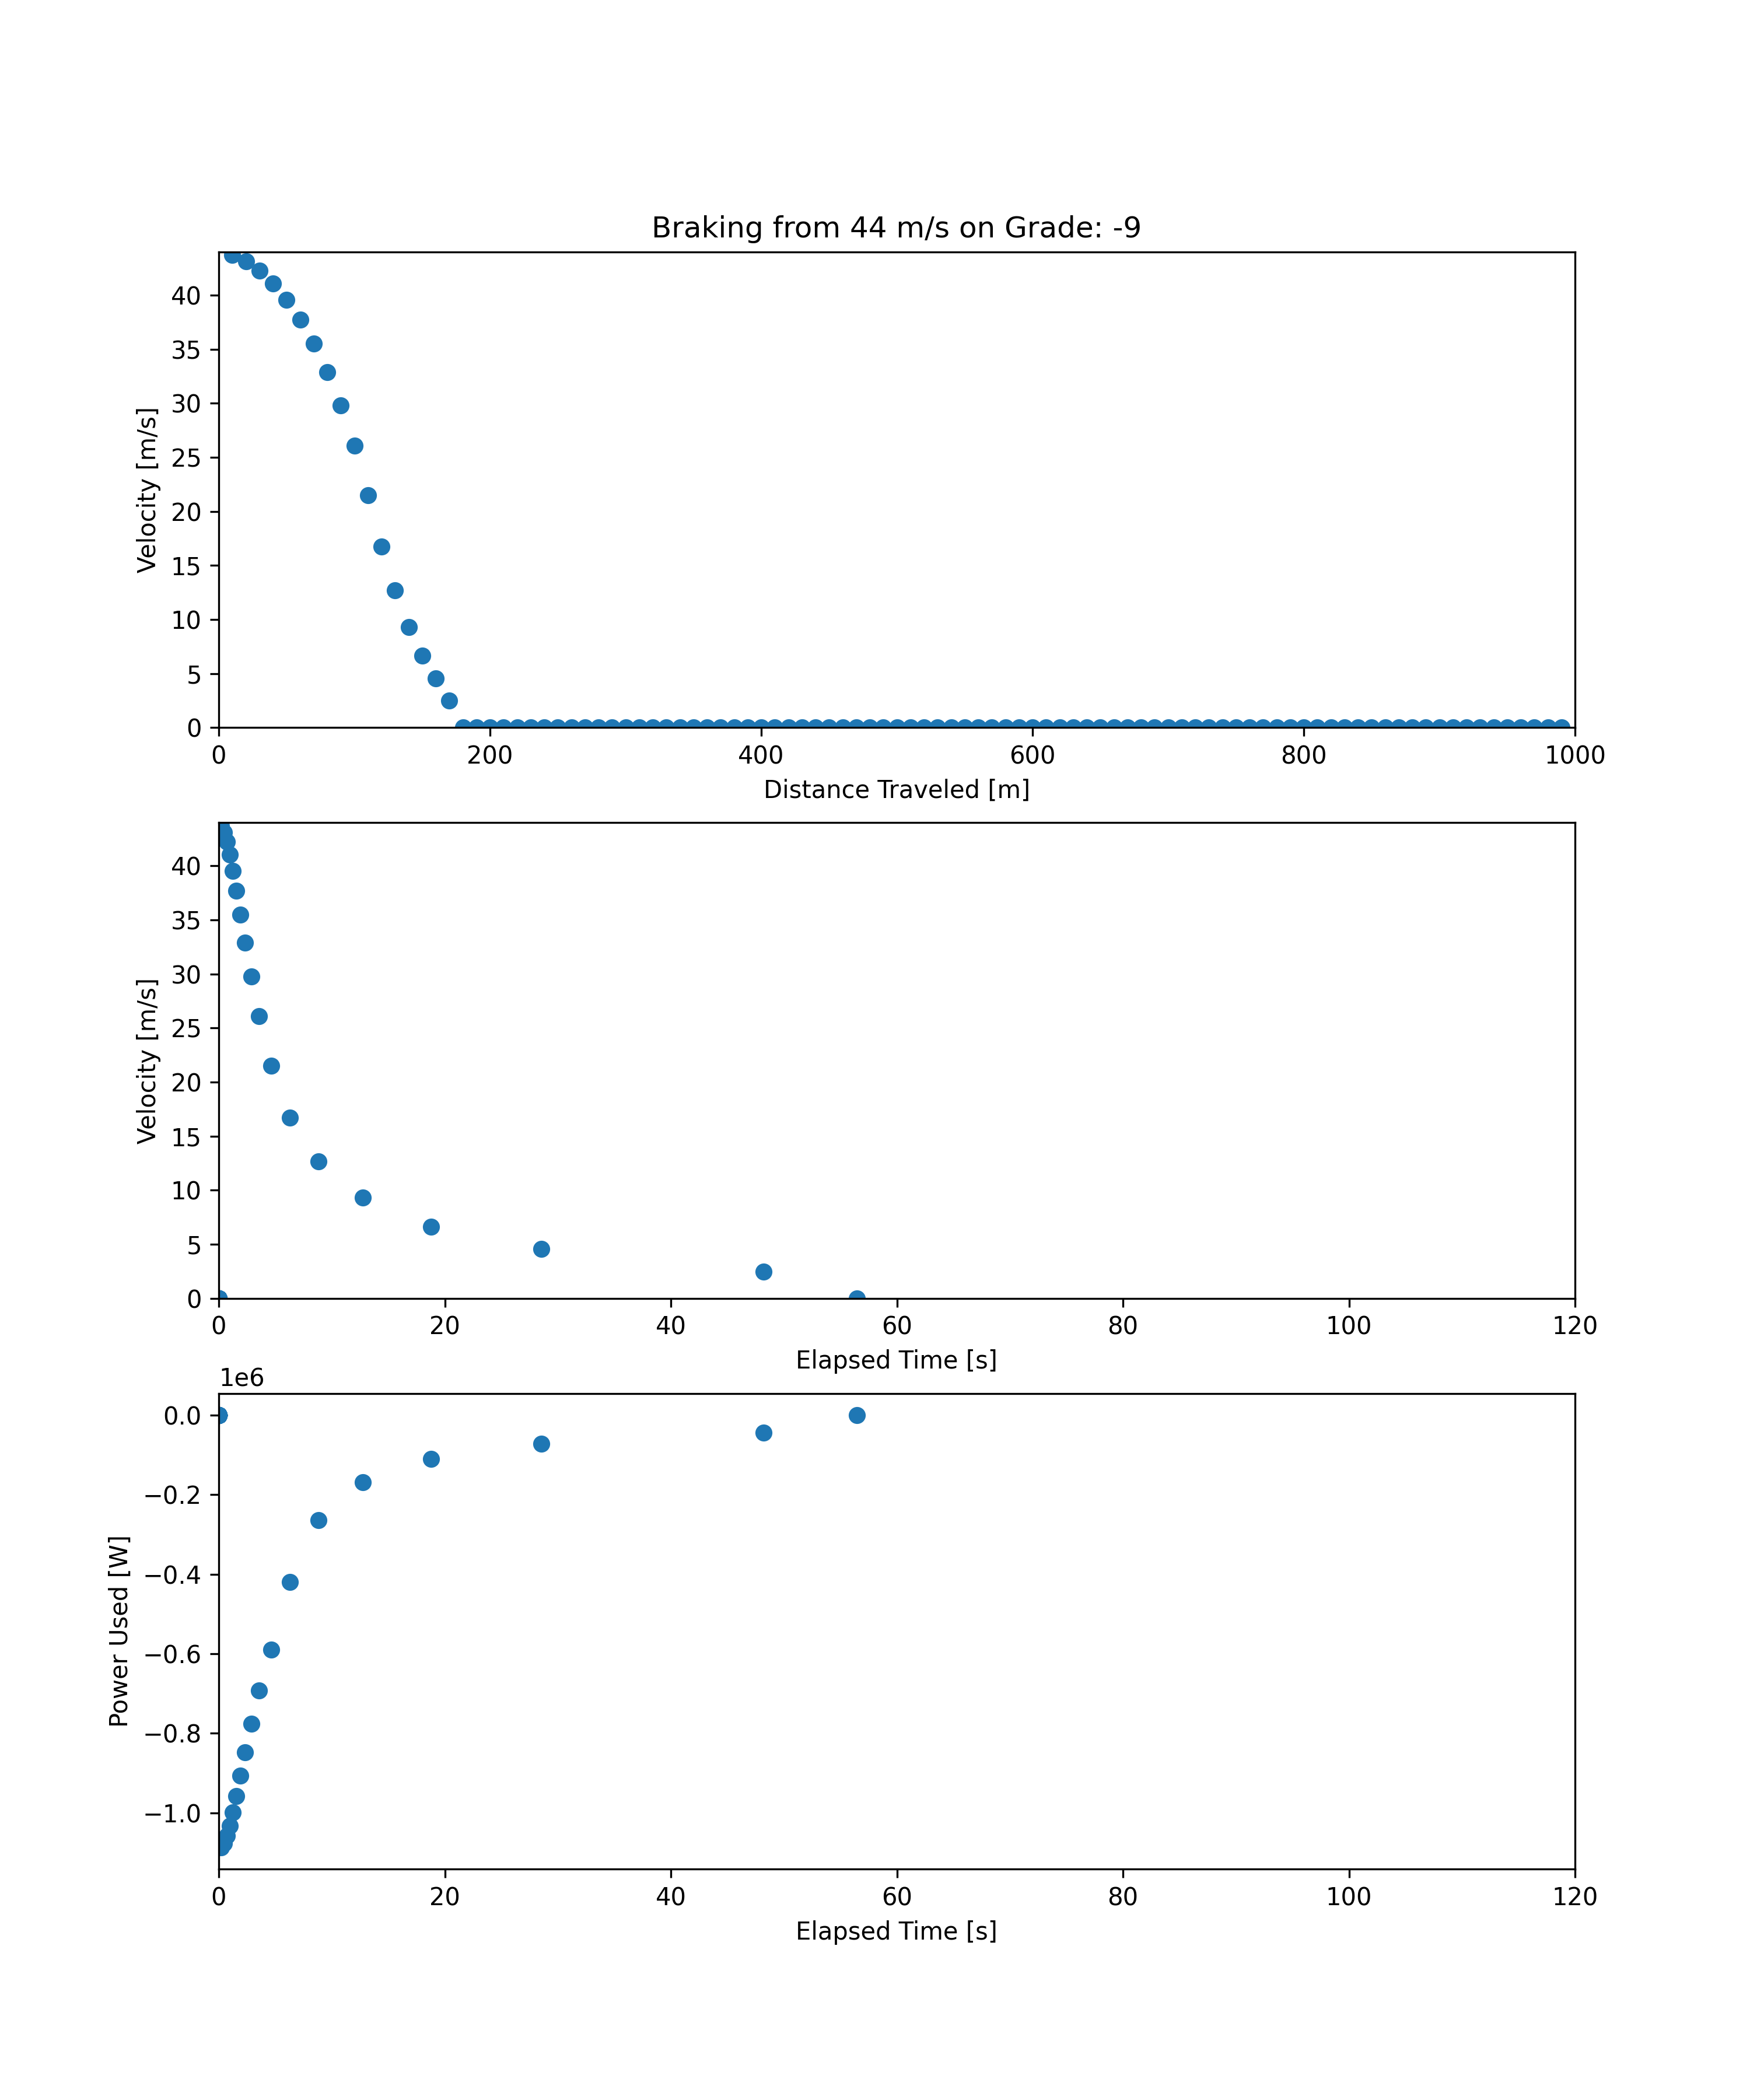 Braking from 44 m/s on Grade: -9
40
35
30
25
20
15
10
5
0
Velocity [m/s]
0 200 400 600 800 1000
Distance Traveled [m]
40
35
30
25
20
15
10
5
0
Velocity [m/s]
0 20 40 60 80 100 120
Elapsed Time [s]
1e6
0.0
−0.2
−0.4
−0.6
−0.8
−1.0
Power Used [W]
0 20 40 60 80 100 120
Elapsed Time [s]